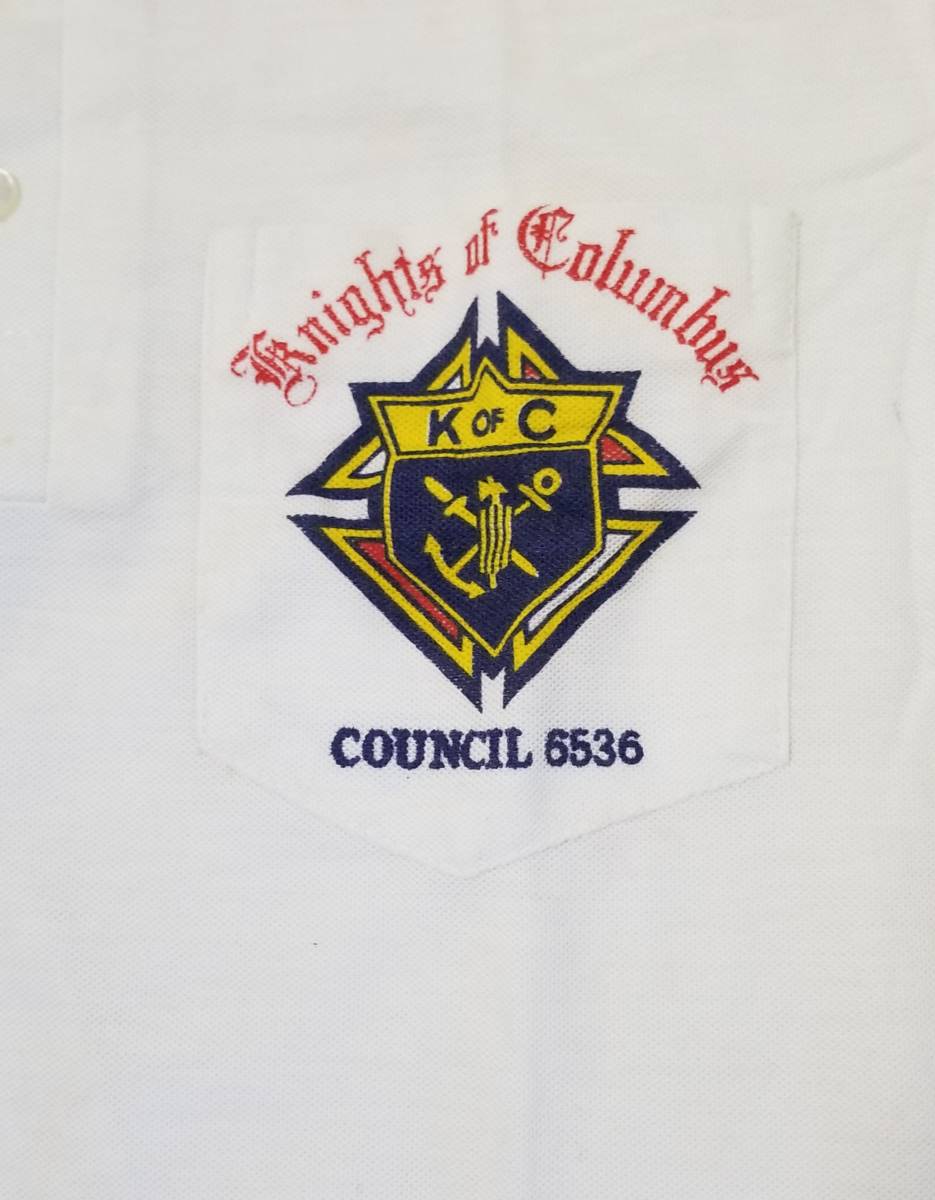 Knights of Columbus
K OF C
COUNCIL 6536